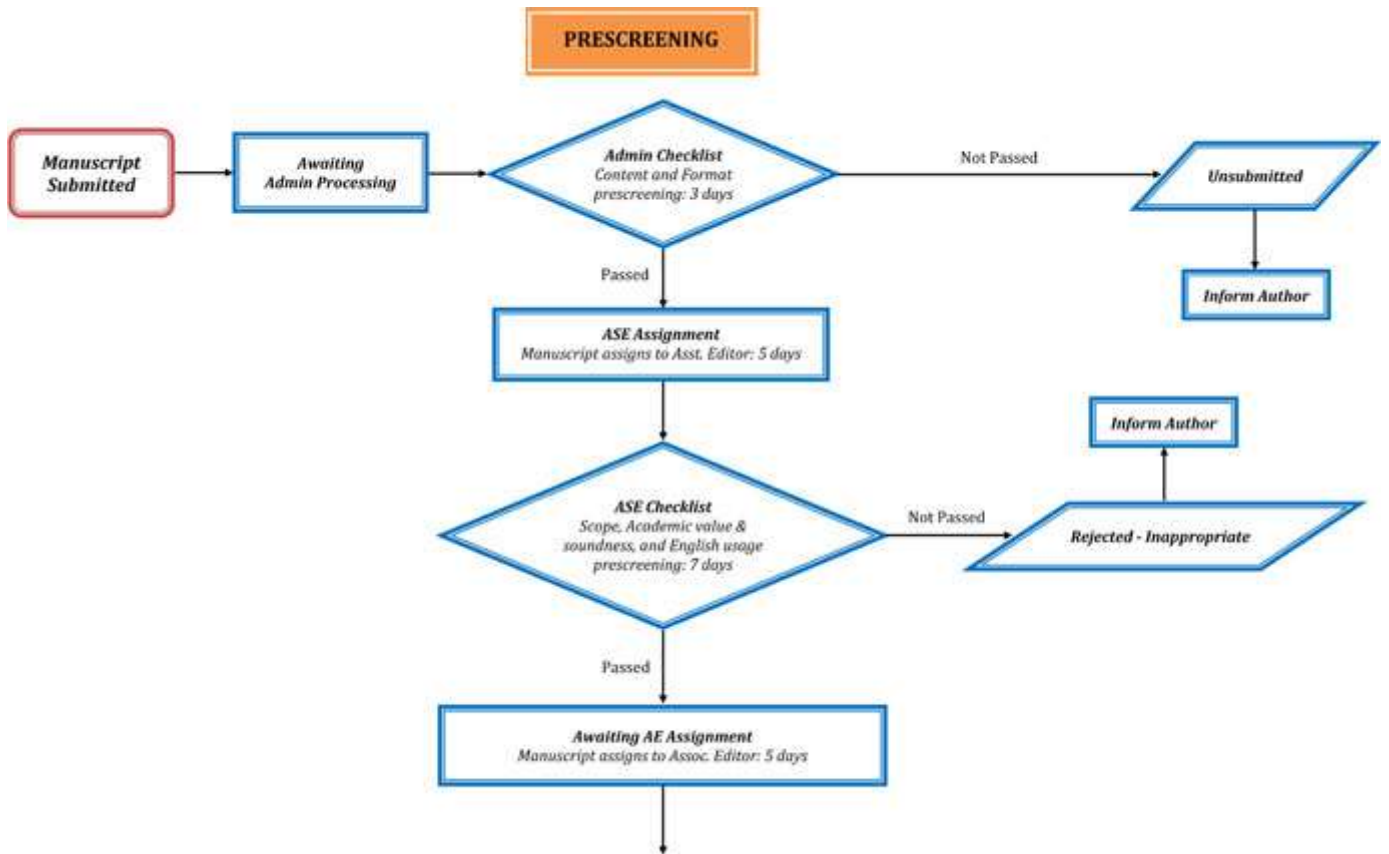 PRESCREENING
Manuscript
Submitted
Awaiting
Admin Processing
Admin Checklist
Content and Format
prescreening: 3 days
Not Passed
Unsubmitted
Inform Author
Passed
ASE Assignment
Manuscript assigns to Asst. Editor: 5 days
ASE Checklist
Scope, Academic value &
soundness, and English usage
prescreening: 7 days
Not Passed
Rejected - Inappropriate
Inform Author
Passed
Awaiting AE Assignment
Manuscript assigns to Assoc. Editor: 5 days